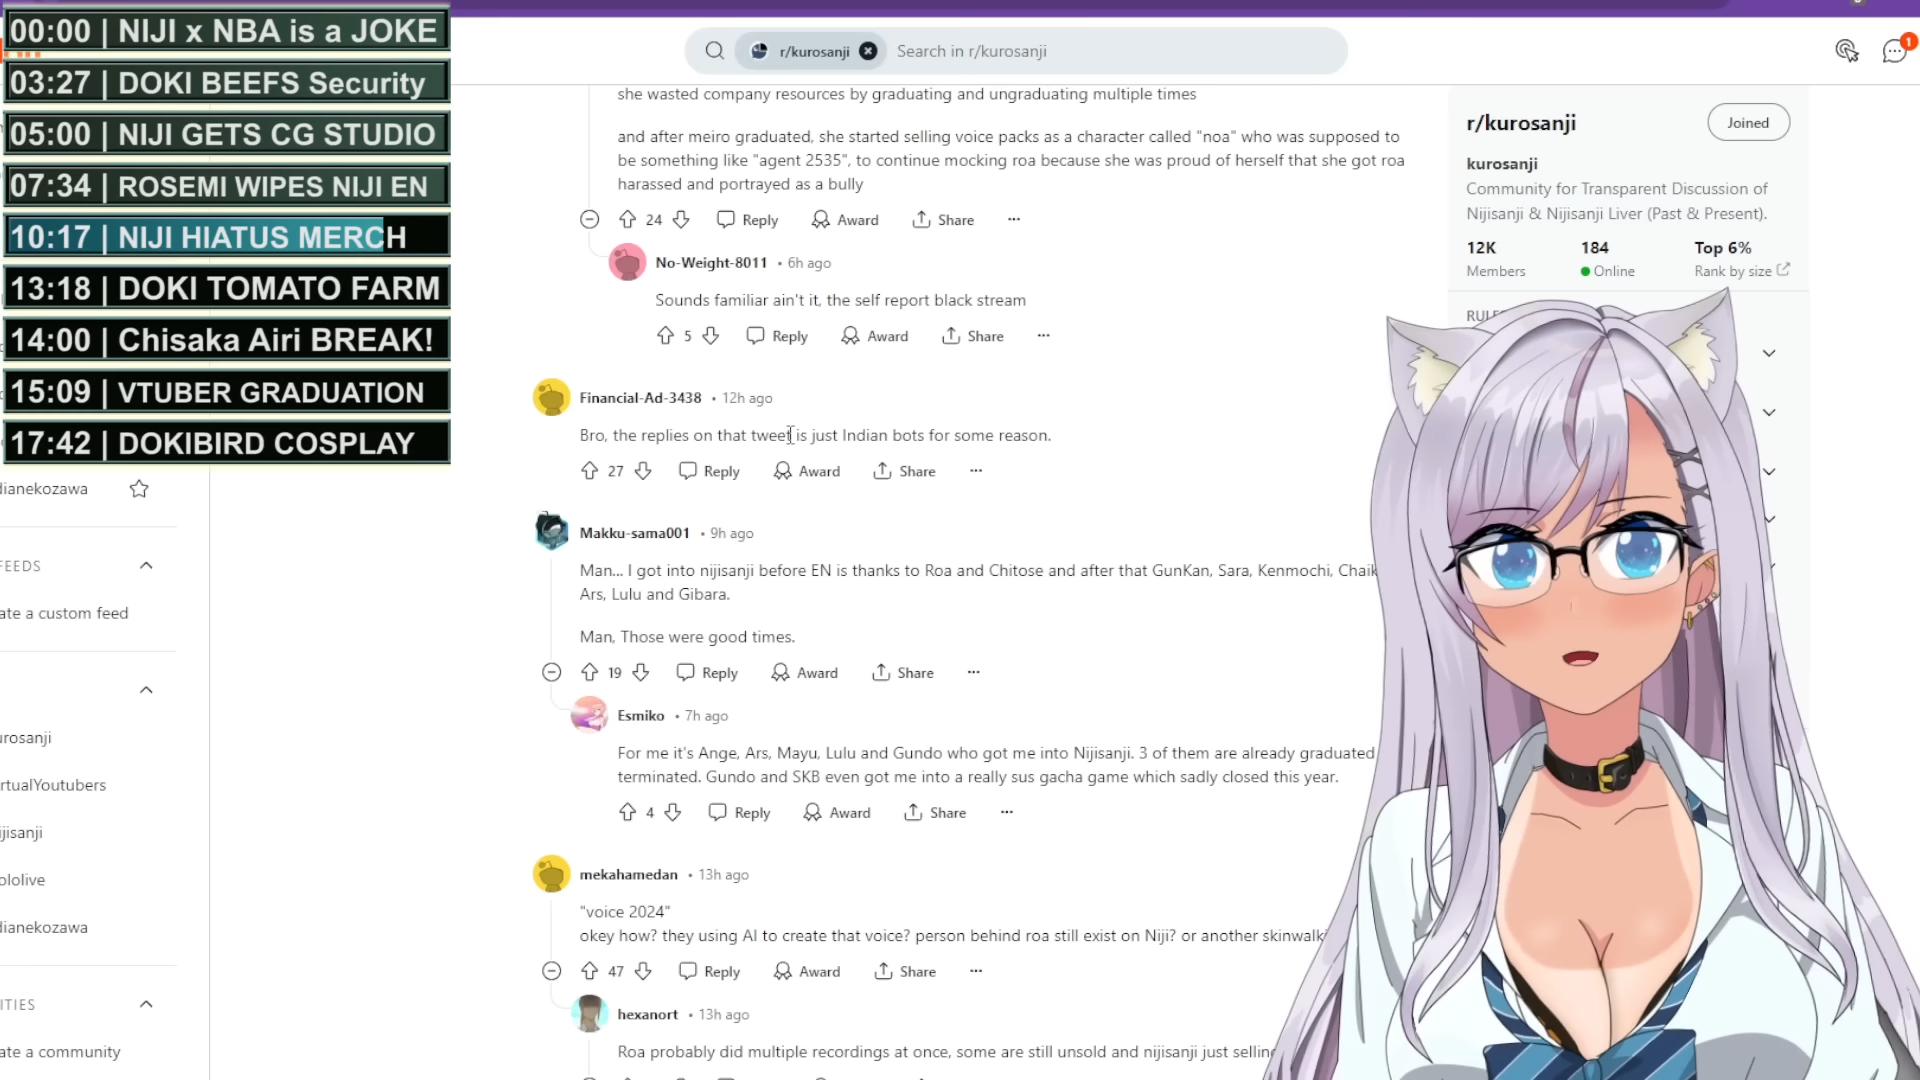 00:00 | NIJI x NBA is a JOKE
03:27 | DOKI BEEFS Security
05:00 | NIJI GETS CG STUDIO
07:34 | ROSEMI WIPES NIJI EN
10:17 | NIJI HIATUS MERCH
13:18 | DOKI TOMATO FARM
14:00 | Chisaka Airi BREAK!
15:09 | VTUBER GRADUATION
17:42 | DOKIBIRD COSPLAY
dianekozawa
FEEDS
ate a custom feed
urosanji
rtualYoutubers
ijisanji
ololive
dianekozawa
ITIES
ate a community
r/kurosanji
Search in r/kurosanji
1
she wasted company resources by graduating and ungraduating multiple times
and after meiro graduated, she started selling voice packs as a character called "noa" who was supposed to
be something like "agent 2535", to continue mocking roa because she was proud of herself that she got roa
harassed and portrayed as a bully
24 Reply Award Share
No-Weight-8011 • 6h ago
Sounds familiar ain't it, the self report black stream
5 Reply Award Share
Financial-Ad-3438 • 12h ago
Bro, the replies on that tweet is just Indian bots for some reason.
27 Reply Award Share
Makku-sama001 • 9h ago
Man... I got into nijisanji before EN is thanks to Roa and Chitose and after that GunKan, Sara, Kenmochi, Chaik
Ars, Lulu and Gibara.
Man, Those were good times.
19 Reply Award Share
Esmiko • 7h ago
For me it's Ange, Ars, Mayu, Lulu and Gundo who got me into Nijisanji. 3 of them are already graduated
terminated. Gundo and SKB even got me into a really sus gacha game which sadly closed this year.
4 Reply Award Share
mekahamedan • 13h ago
"voice 2024"
okey how? they using AI to create that voice? person behind roa still exist on Niji? or another skinwalk
47 Reply Award Share
hexanort • 13h ago
Roa probably did multiple recordings at once, some are still unsold and nijisanji just sellin
r/kurosanji
Joined
kurosanji
Community for Transparent Discussion of
Nijisanji & Nijisanji Liver (Past & Present).
12K 184 Top 6%
Members Online Rank by size
RULE